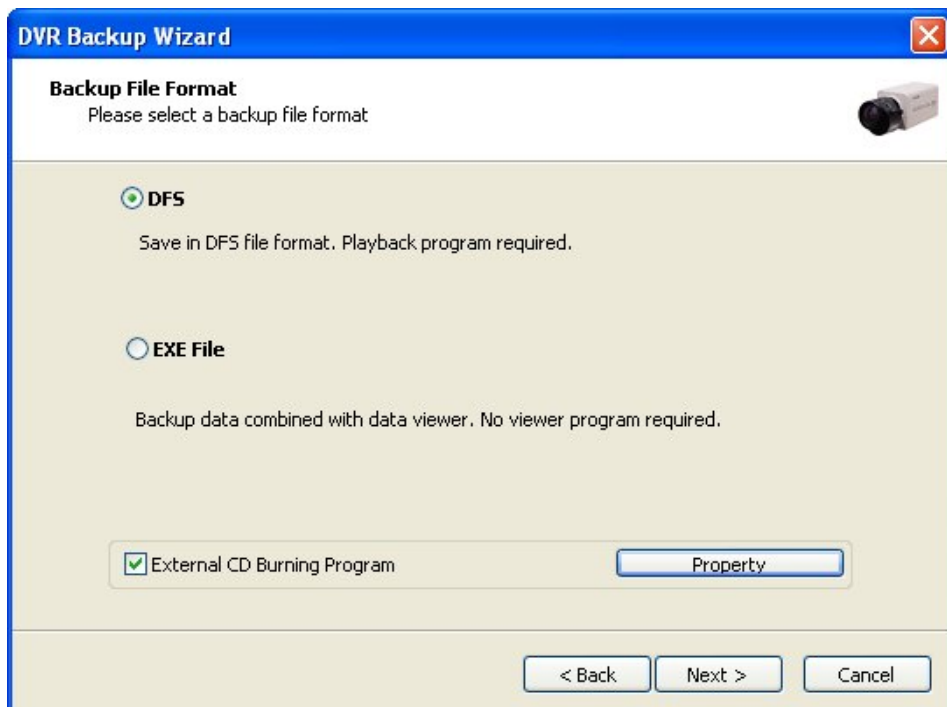 DVR Backup Wizard
Backup File Format
Please select a backup file format
DFS
Save in DFS file format. Playback program required.
EXE File
Backup data combined with data viewer. No viewer program required.
External CD Burning Program
Property
< Back
Next >
Cancel